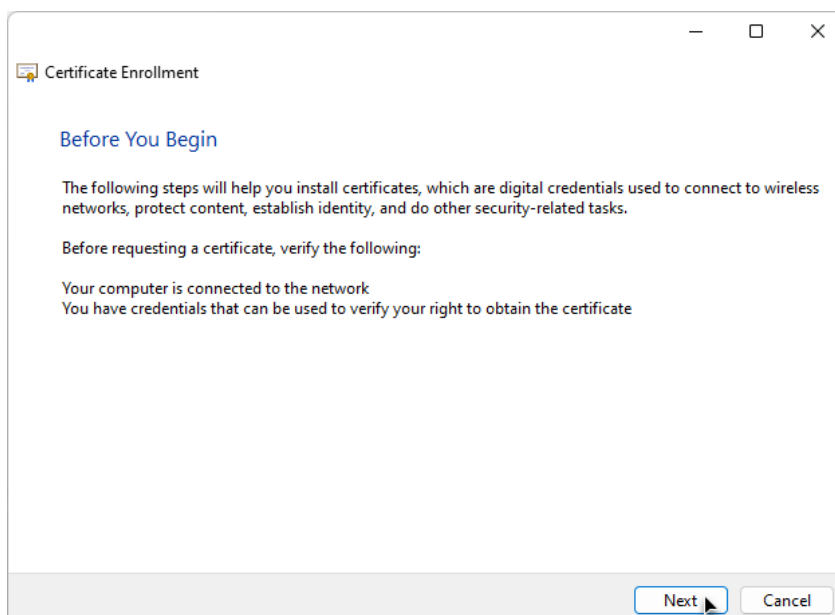 Certificate Enrollment
Before You Begin
The following steps will help you install certificates, which are digital credentials used to connect to wireless
networks, protect content, establish identity, and do other security-related tasks.
Before requesting a certificate, verify the following:
Your computer is connected to the network
You have credentials that can be used to verify your right to obtain the certificate
Next
Cancel